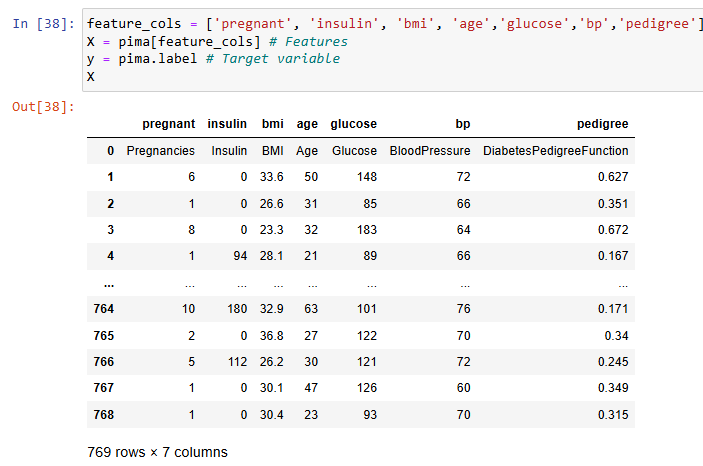 In [38]: feature_cols = ['pregnant', 'insulin', 'bmi', 'age','glucose','bp','pedigree']
X = pima[feature_cols] # Features
y = pima.label # Target variable
X
Out[38]:
pregnant insulin bmi age glucose bp pedigree
0 Pregnancies Insulin BMI Age Glucose BloodPressure DiabetesPedigreeFunction
1 6 0 33.6 50 148 72 0.627
2 1 0 26.6 31 85 66 0.351
3 8 0 23.3 32 183 64 0.672
4 1 94 28.1 21 89 66 0.167
... ... ... ... ... ... ... ...
764 10 180 32.9 63 101 76 0.171
765 2 0 36.8 27 122 70 0.34
766 5 112 26.2 30 121 72 0.245
767 1 0 30.1 47 126 60 0.349
768 1 0 30.4 23 93 70 0.315
769 rows × 7 columns